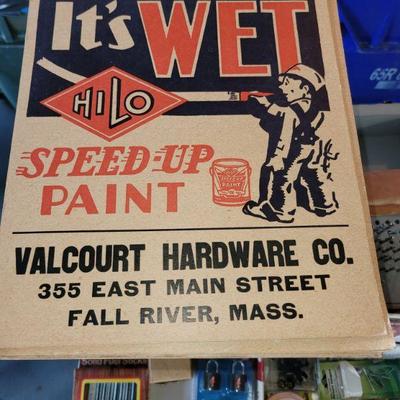 It's WET
HILO
SPEED-UP
PAINT
VALCOURT HARDWARE CO.
355 EAST MAIN STREET
FALL RIVER, MASS.